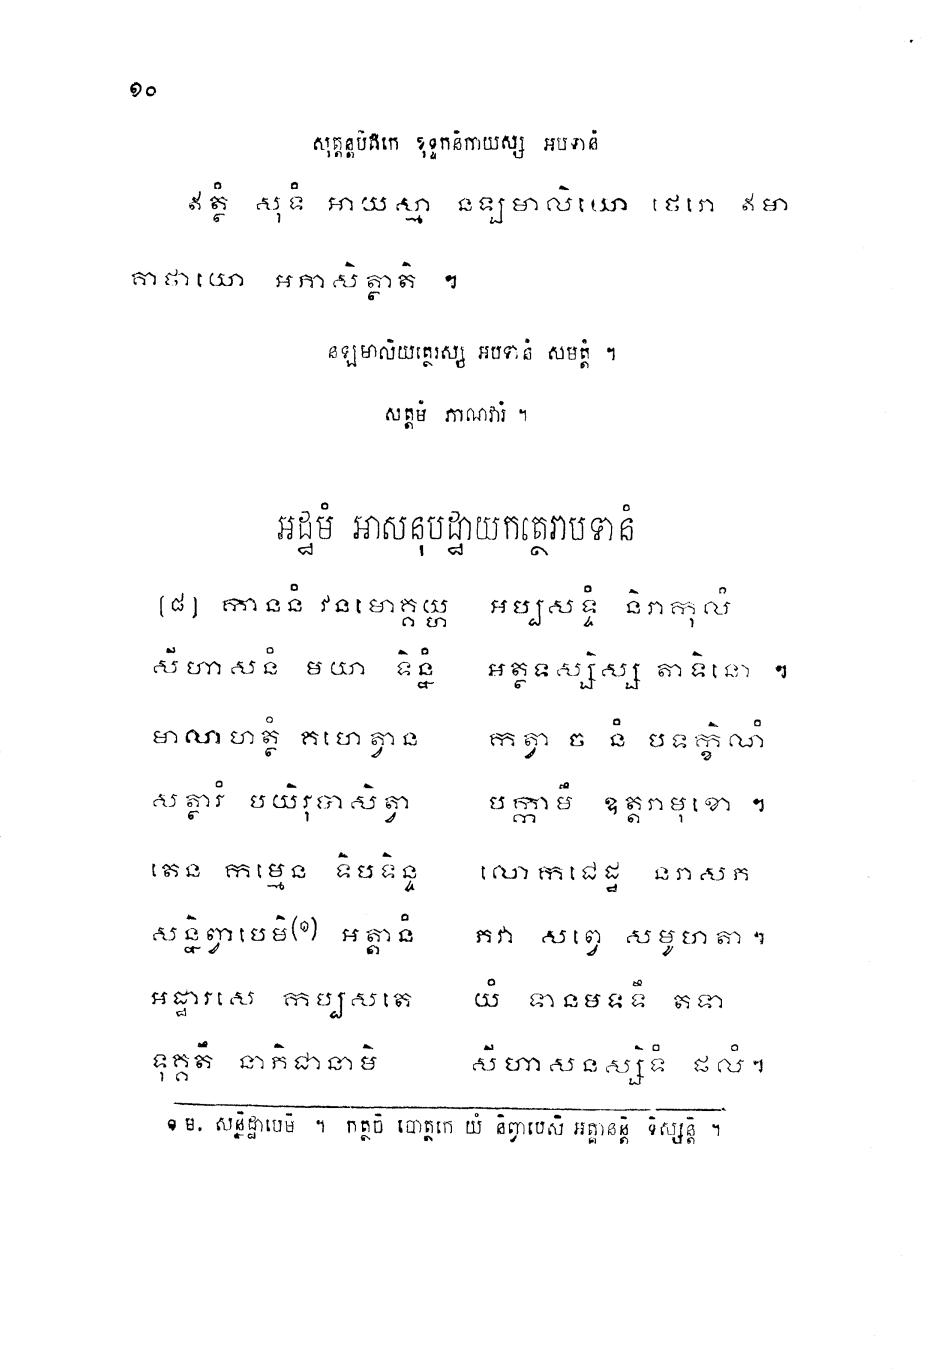 ១០
សុត្តន្តបិដកេ ខុទ្ទកនិកាយស្ស អបទានំ
ឥត្ថំ សុទំ អាយស្មា នឡមាលិយោ ថេរោ ឥមា
គាថាយោ អភាសិត្ថាតិ ។
នឡមាលិយត្ថេរស្ស អបទានំ សមត្តំ ។
សត្តមំ ភាណវារំ ។
អដ្ឋមំ អាសនុបដ្ឋាយកត្ថេរាបទានំ
(៨) កាននំ វនមោគ្គយ្ហ អប្បសទ្ទំ និរាកុលំ
សីហាសនំ មយា ទិន្នំ អត្ថទស្សិស្ស តាទិនោ ។
មាលាហត្ថំ គហេត្វាន កត្វា ច នំ បទក្ខិណំ
សត្ថារំ បយិរុបាសិត្វា បក្កាមឹ ឧត្តរាមុខោ ។
តេន កម្មេន ទិបទិន្ទ លោកជេដ្ឋ នរាសភ
សន្និព្វាបេមិ(១) អត្តានំ ភវា សព្វេ សមូហតា ។
អដ្ឋារសេ កប្បសតេ យំ ទានមទទឹ តទា
ទុគ្គតឹ នាភិជានាមិ សីហាសនស្សិទំ ផលំ។
១ ម. សន្និដ្ឋាបេមិ ។ កត្ថចិ បោត្ថកេ យំ និព្វាបេសិ អត្តានន្តិ ទិស្សន្តិ ។